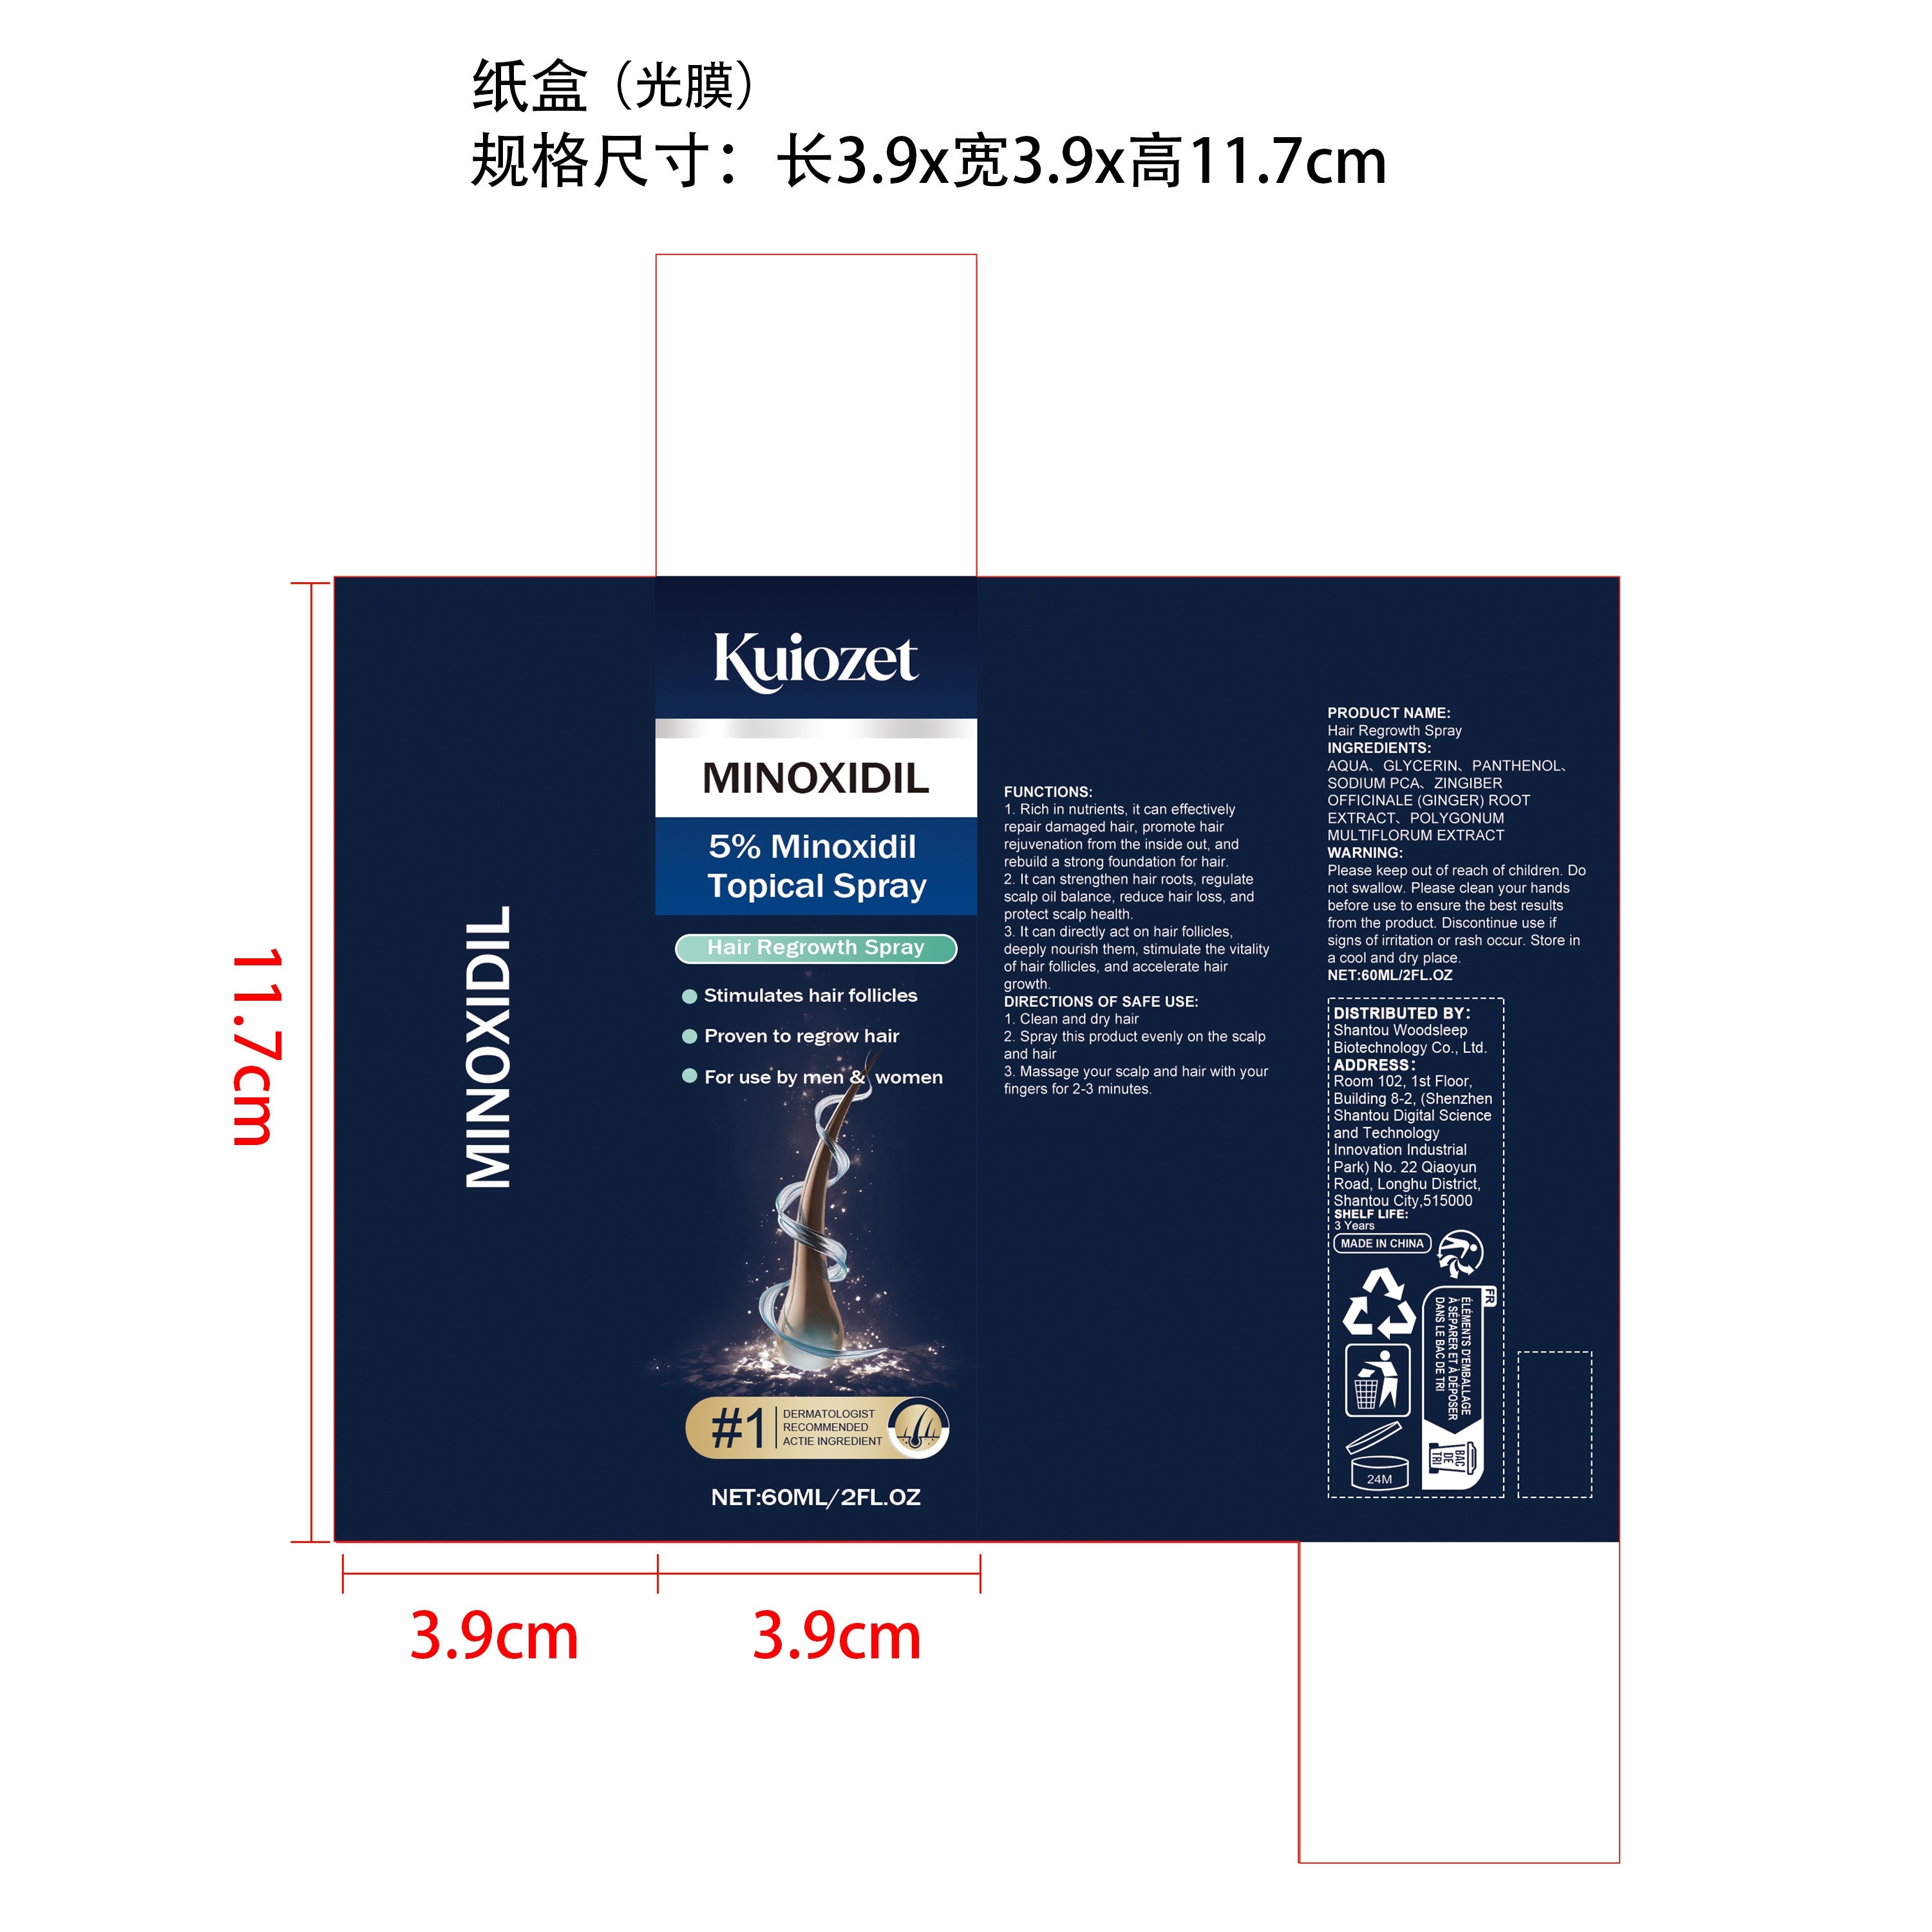 纸盒（光膜）
规格尺寸：长3.9x宽3.9x高11.7cm
11.7cm
MINOXIDIL
Kuiozet
MINOXIDIL
5% Minoxidil
Topical Spray
Hair Regrowth Spray
Stimulates hair follicles
Proven to regrow hair
For use by men & women
#1
DERMATOLOGIST
RECOMMENDED
ACTIE INGREDIENT
NET:60ML/2FL.OZ
FUNCTIONS:
1. Rich in nutrients, it can effectively
repair damaged hair, promote hair
rejuvenation from the inside out, and
rebuild a strong foundation for hair.
2. It can strengthen hair roots, regulate
scalp oil balance, reduce hair loss, and
protect scalp health.
3. It can directly act on hair follicles,
deeply nourish them, stimulate the vitality
of hair follicles, and accelerate hair
growth.
DIRECTIONS OF SAFE USE:
1. Clean and dry hair
2. Spray this product evenly on the scalp
and hair
3. Massage your scalp and hair with your
fingers for 2-3 minutes.
PRODUCT NAME:
Hair Regrowth Spray
INGREDIENTS:
AQUA、GLYCERIN、PANTHENOL、
SODIUM PCA、ZINGIBER
OFFICINALE (GINGER) ROOT
EXTRACT、POLYGONUM
MULTIFLORUM EXTRACT
WARNING:
Please keep out of reach of children. Do
not swallow. Please clean your hands
before use to ensure the best results
from the product. Discontinue use if
signs of irritation or rash occur. Store in
a cool and dry place.
NET:60ML/2FL.OZ
DISTRIBUTED BY：
Shantou Woodsleep
Biotechnology Co., Ltd.
ADDRESS：
Room 102, 1st Floor,
Building 8-2, (Shenzhen
Shantou Digital Science
and Technology
Innovation Industrial
Park) No. 22 Qiaoyun
Road, Longhu District,
Shantou City,515000
SHELF LIFE:
3 Years
MADE IN CHINA
FR
ÉLÉMENTS D'EMBALLAGE
À SÉPARER ET À DÉPOSER
DANS LE BAC DE TRI
BAC
DE
TRI
24M
3.9cm
3.9cm